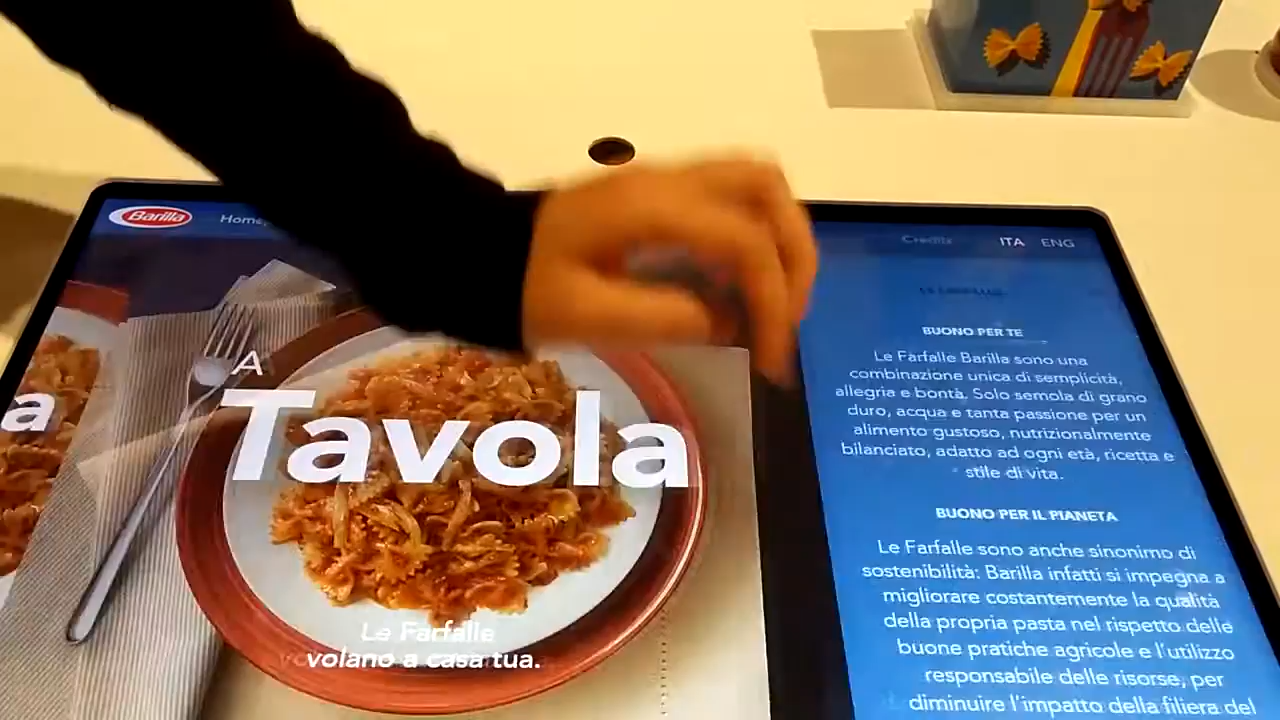 Barilla
Home
Credits
ITA
ENG
A
Tavola
a
Le Farfalle
volano a casa tua.
BUONO PER TE
Le Farfalle Barilla sono una
combinazione unica di semplicità,
allegria e bontà. Solo semola di grano
duro, acqua e tanta passione per un
alimento gustoso, nutrizionalmente
bilanciato, adatto ad ogni età, ricetta e
stile di vita.
BUONO PER IL PIANETA
Le Farfalle sono anche sinonimo di
sostenibilità: Barilla infatti si impegna a
migliorare costantemente la qualità
della propria pasta nel rispetto delle
buone pratiche agricole e l'utilizzo
responsabile delle risorse, per
diminuire l'impatto della filiera del